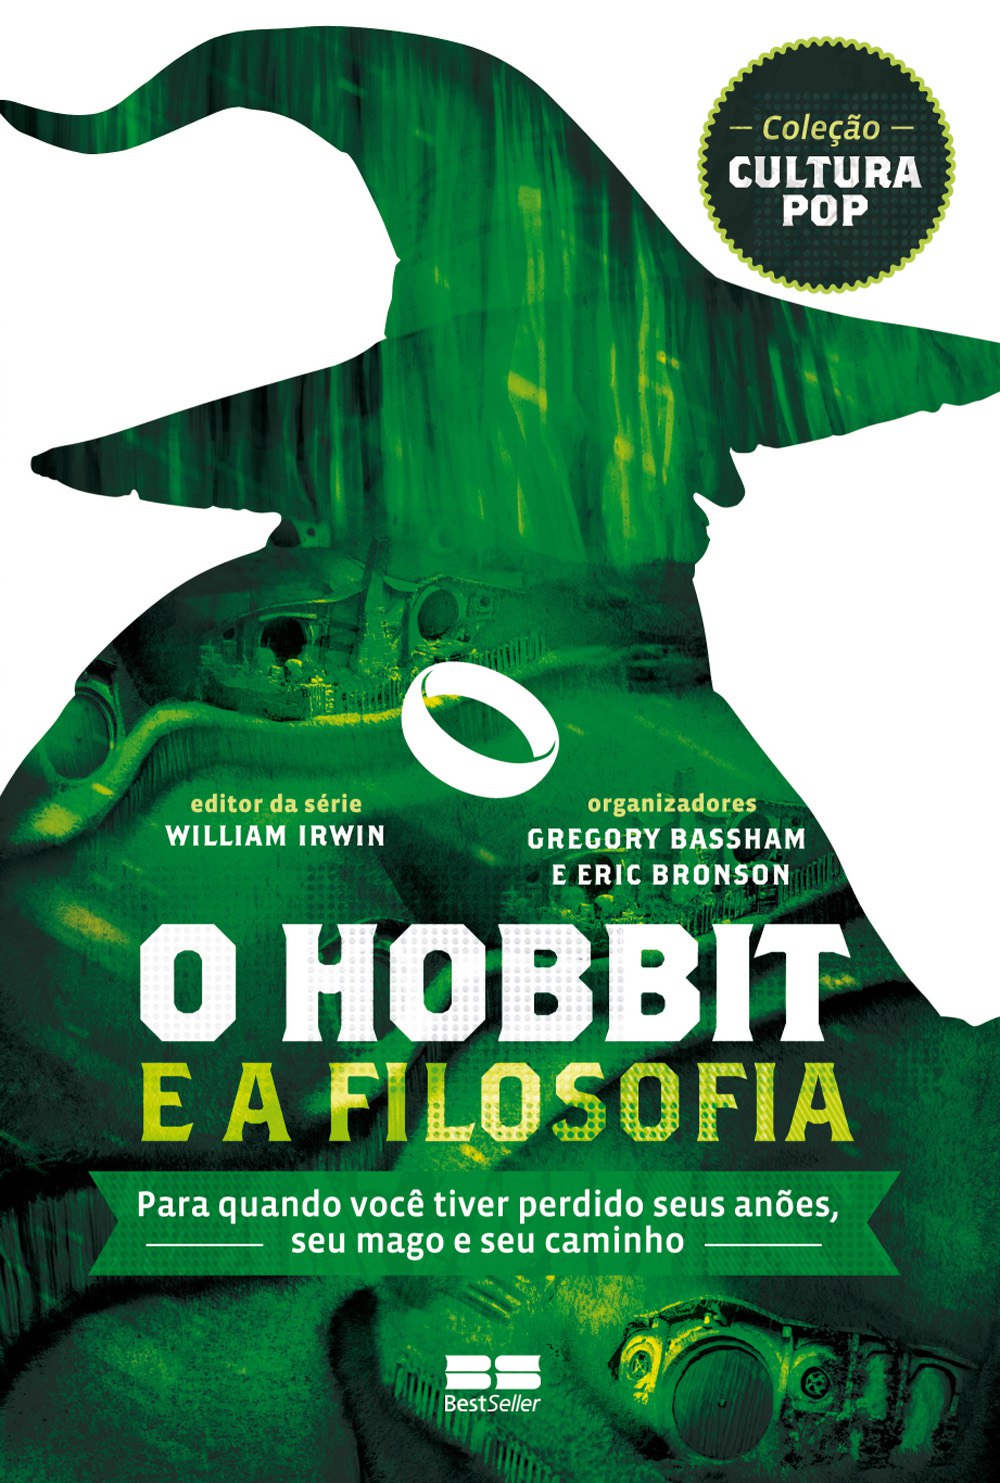 Coleção
CULTURA
POP
editor da série
WILLIAM IRWIN
organizadores
GREGORY BASSHAM
E ERIC BRONSON
O HOBBIT
E A FILOSOFIA
Para quando você tiver perdido seus anões,
seu mago e seu caminho
BS
BestSeller